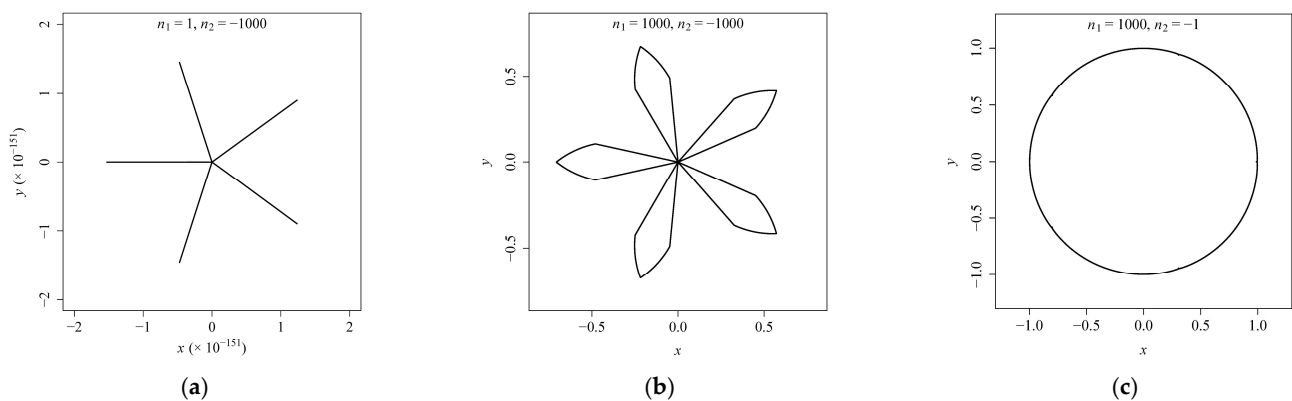 n₁ = 1, n₂ = −1000
y (× 10⁻¹⁵¹)
2
1
0
−1
−2
−2 −1 0 1 2
x (× 10⁻¹⁵¹)
(a)
n₁ = 1000, n₂ = −1000
y
0.5
0.0
−0.5
−0.5 0.0 0.5
x
(b)
n₁ = 1000, n₂ = −1
y
1.0
0.5
0.0
−0.5
−1.0
−1.0 −0.5 0.0 0.5 1.0
x
(c)